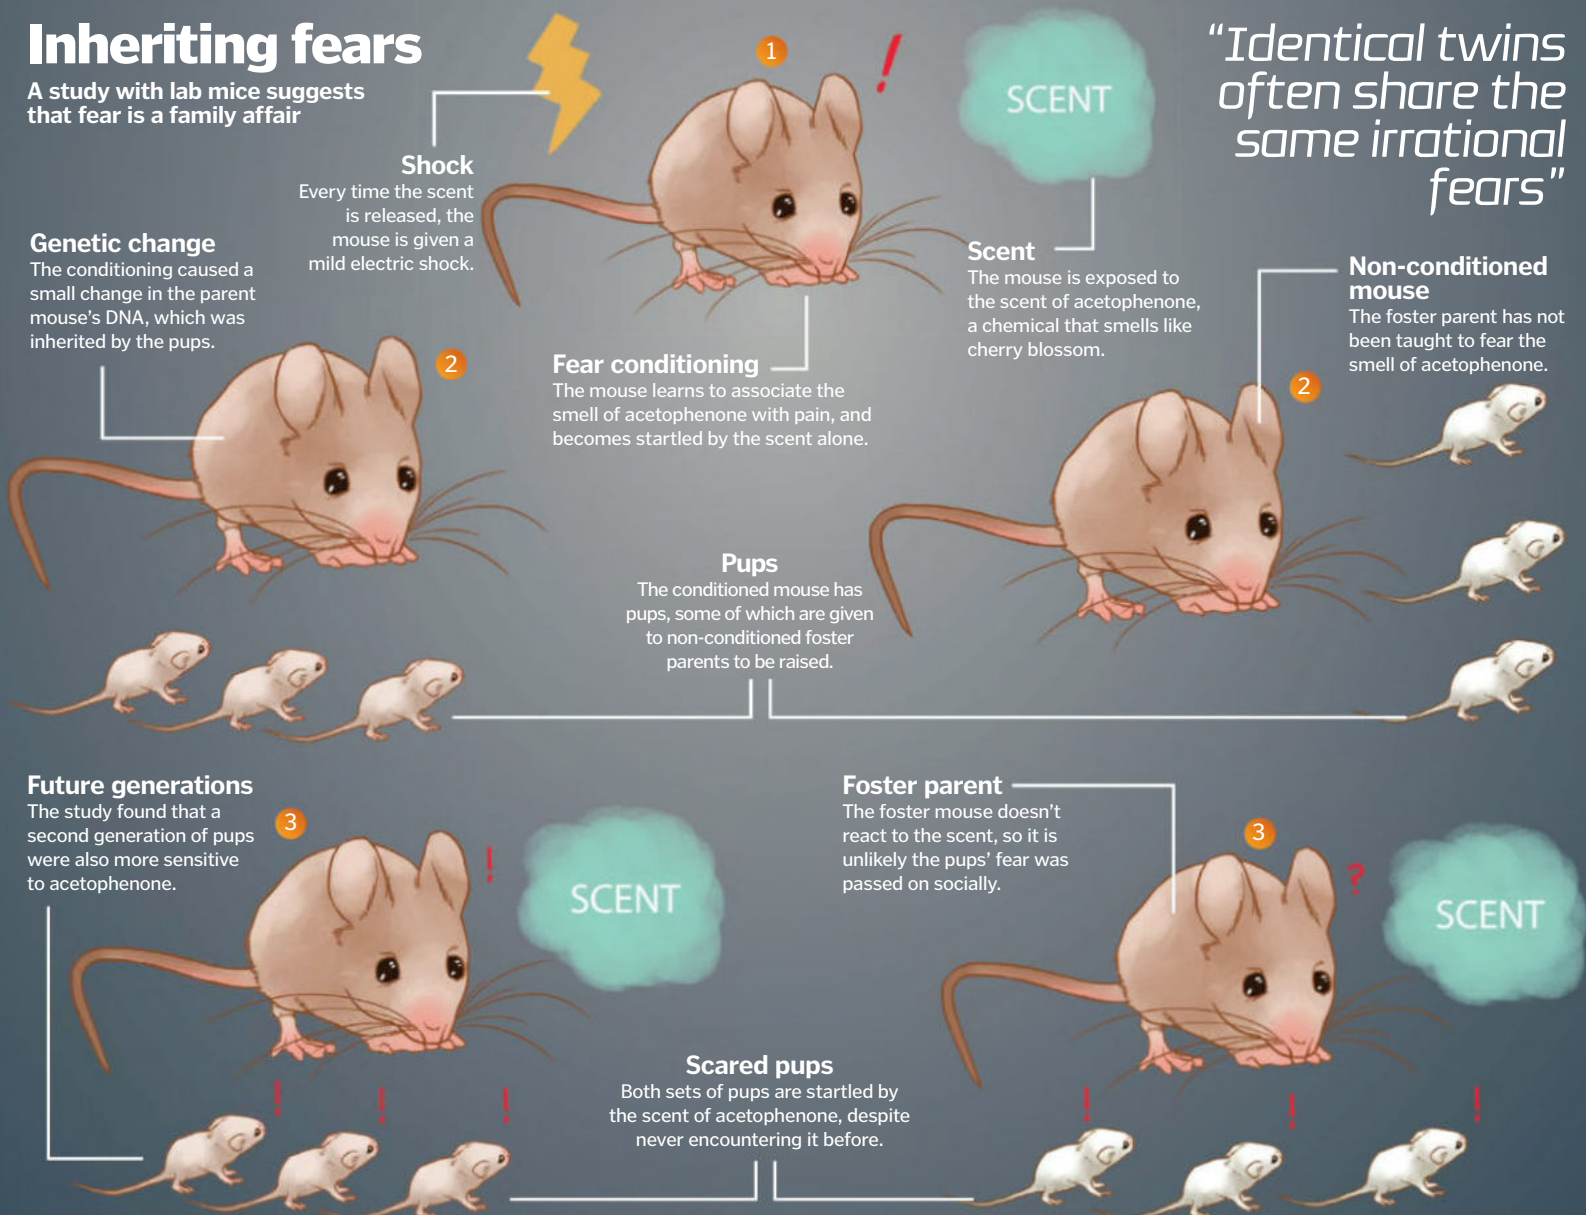 Inheriting fears
A study with lab mice suggests
that fear is a family affair
1
!
SCENT
“Identical twins
often share the
same irrational
fears”
Shock
Every time the scent
is released, the
mouse is given a
mild electric shock.
Genetic change
The conditioning caused a
small change in the parent
mouse's DNA, which was
inherited by the pups.
2
Fear conditioning
The mouse learns to associate the
smell of acetophenone with pain, and
becomes startled by the scent alone.
Scent
The mouse is exposed to
the scent of acetophenone,
a chemical that smells like
cherry blossom.
Non-conditioned
mouse
The foster parent has not
been taught to fear the
smell of acetophenone.
2
Pups
The conditioned mouse has
pups, some of which are given
to non-conditioned foster
parents to be raised.
Future generations
The study found that a
second generation of pups
were also more sensitive
to acetophenone.
3
!
SCENT
Foster parent
The foster mouse doesn't
react to the scent, so it is
unlikely the pups' fear was
passed on socially.
3
?
SCENT
! ! !
Scared pups
Both sets of pups are startled by
the scent of acetophenone, despite
never encountering it before.
! ! !